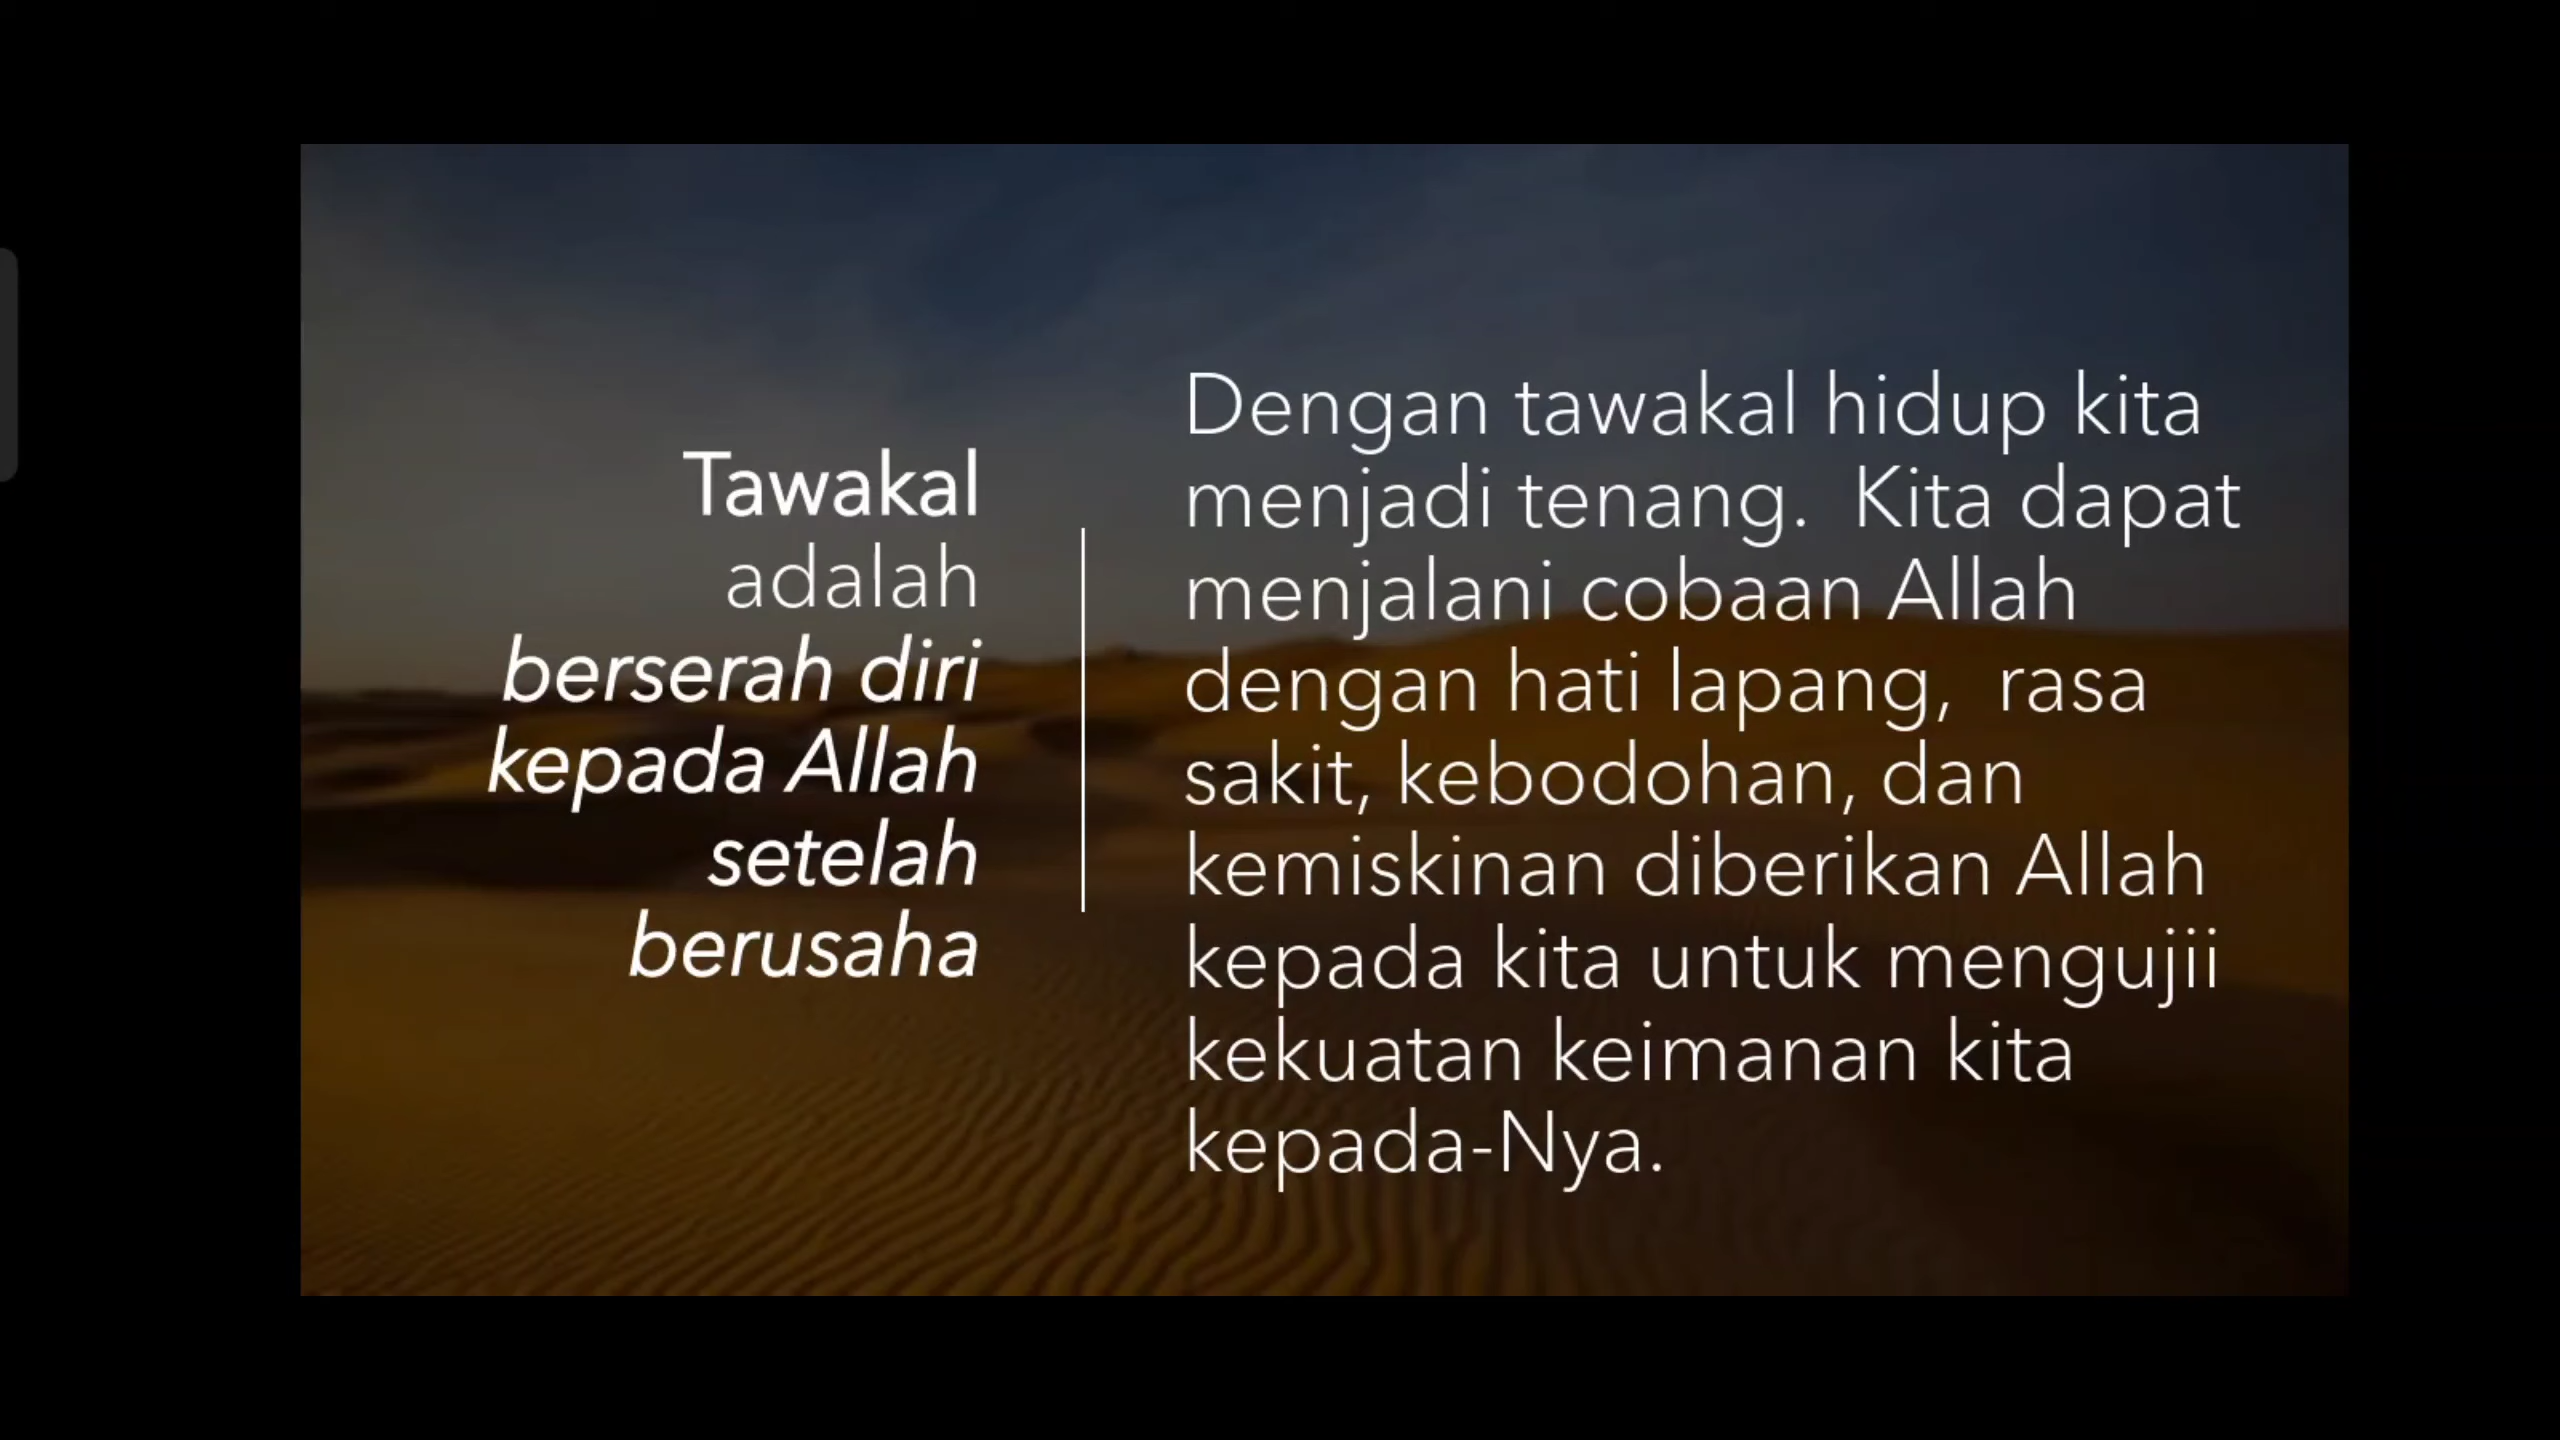 Tawakal
adalah
berserah diri
kepada Allah
setelah
berusaha
Dengan tawakal hidup kita
menjadi tenang.  Kita dapat
menjalani cobaan Allah
dengan hati lapang,  rasa
sakit, kebodohan, dan
kemiskinan diberikan Allah
kepada kita untuk mengujii
kekuatan keimanan kita
kepada-Nya.